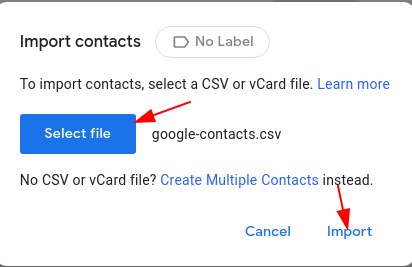 Import contacts No Label
To import contacts, select a CSV or vCard file. Learn more
Select file google-contacts.csv
No CSV or vCard file? Create Multiple Contacts instead.
Cancel Import